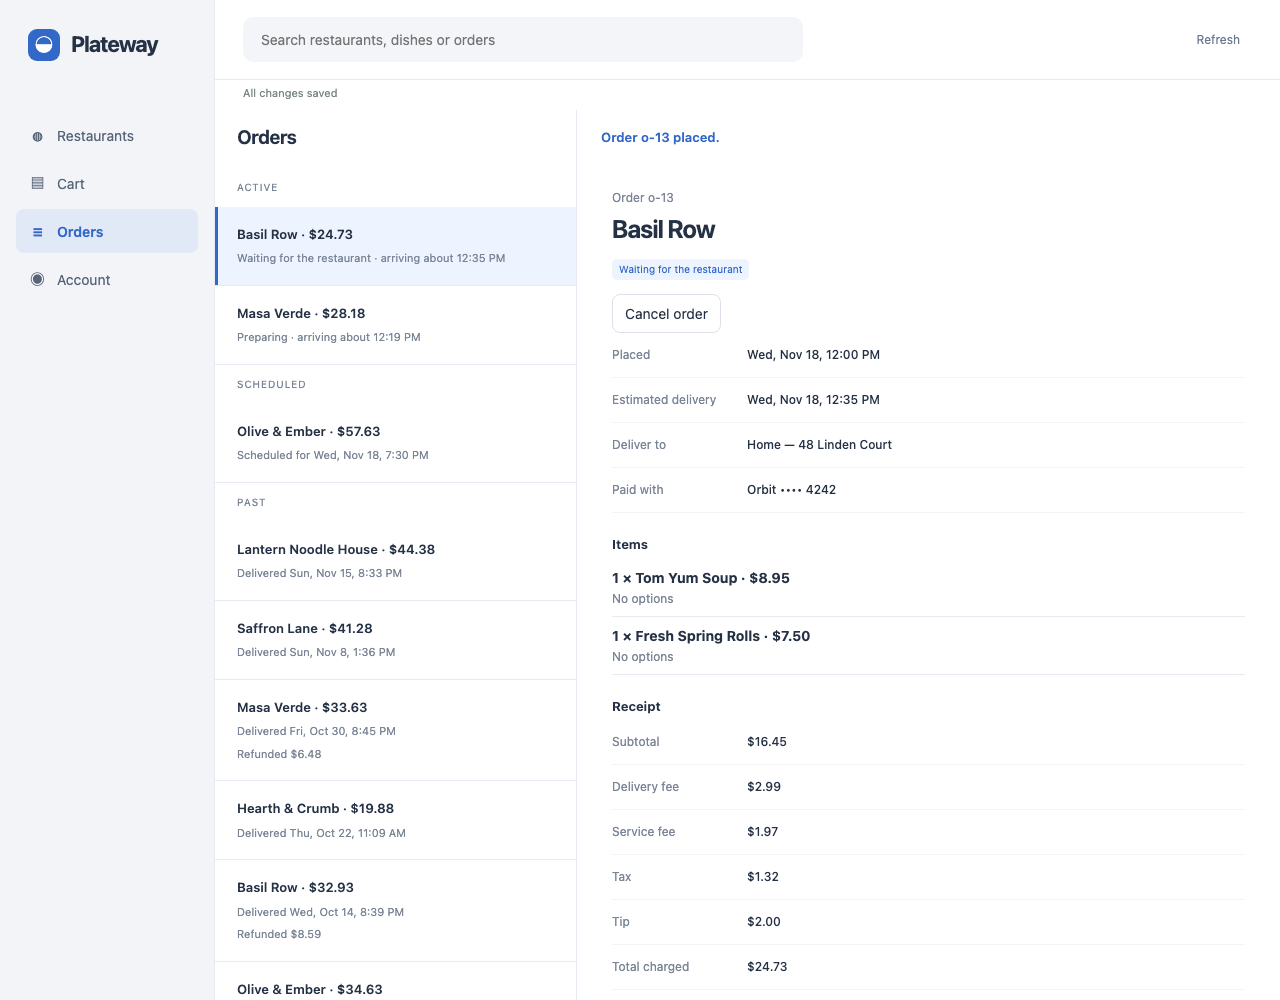 Plateway
Restaurants
Cart
Orders
Account
Search restaurants, dishes or orders
Refresh
All changes saved
Orders
ACTIVE
Basil Row · $24.73
Waiting for the restaurant · arriving about 12:35 PM
Masa Verde · $28.18
Preparing · arriving about 12:19 PM
SCHEDULED
Olive & Ember · $57.63
Scheduled for Wed, Nov 18, 7:30 PM
PAST
Lantern Noodle House · $44.38
Delivered Sun, Nov 15, 8:33 PM
Saffron Lane · $41.28
Delivered Sun, Nov 8, 1:36 PM
Masa Verde · $33.63
Delivered Fri, Oct 30, 8:45 PM
Refunded $6.48
Hearth & Crumb · $19.88
Delivered Thu, Oct 22, 11:09 AM
Basil Row · $32.93
Delivered Wed, Oct 14, 8:39 PM
Refunded $8.59
Olive & Ember · $34.63
Order o-13 placed.
Order o-13
Basil Row
Waiting for the restaurant
Cancel order
Placed Wed, Nov 18, 12:00 PM
Estimated delivery Wed, Nov 18, 12:35 PM
Deliver to Home — 48 Linden Court
Paid with Orbit •••• 4242
Items
1 × Tom Yum Soup · $8.95
No options
1 × Fresh Spring Rolls · $7.50
No options
Receipt
Subtotal $16.45
Delivery fee $2.99
Service fee $1.97
Tax $1.32
Tip $2.00
Total charged $24.73